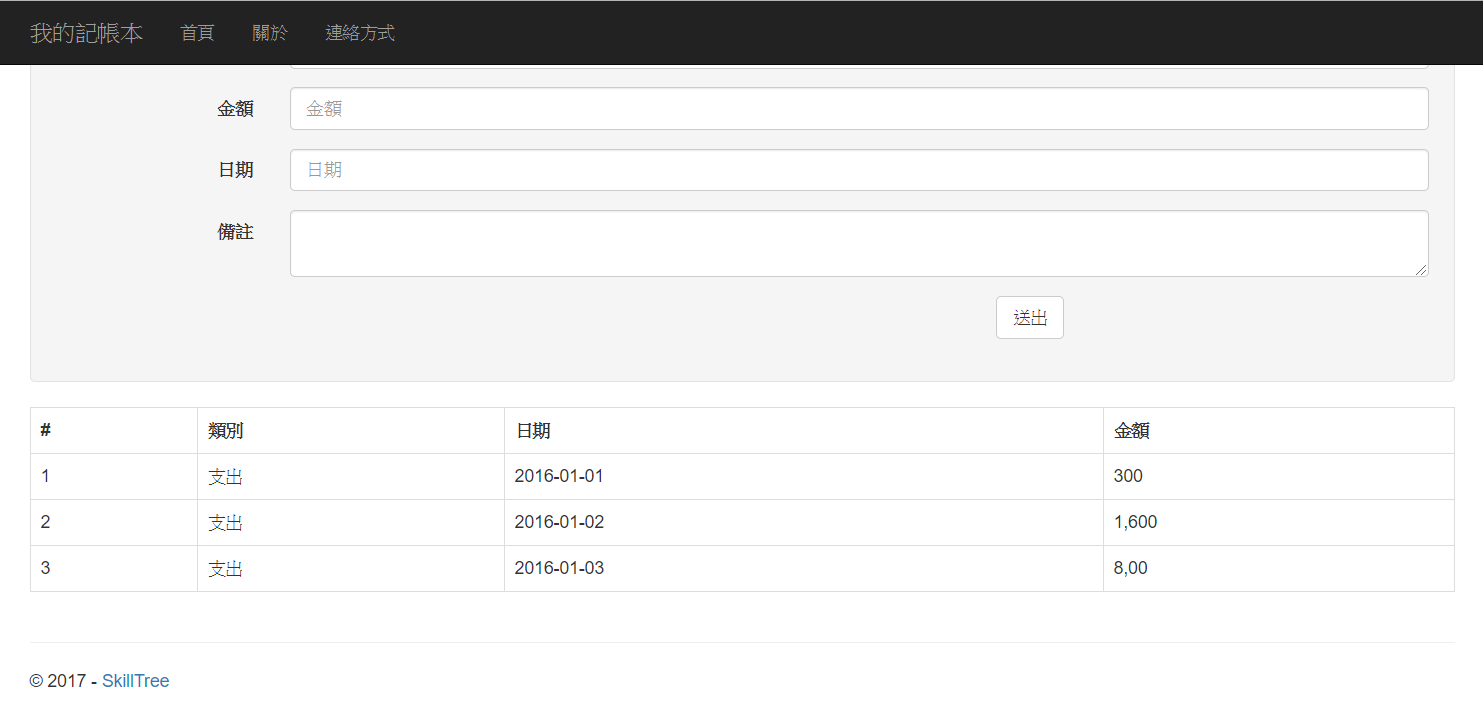 我的記帳本 首頁 關於 連絡方式
金額 金額
日期 日期
備註
送出
# 類別 日期 金額
1 支出 2016-01-01 300
2 支出 2016-01-02 1,600
3 支出 2016-01-03 8,00
© 2017 - SkillTree